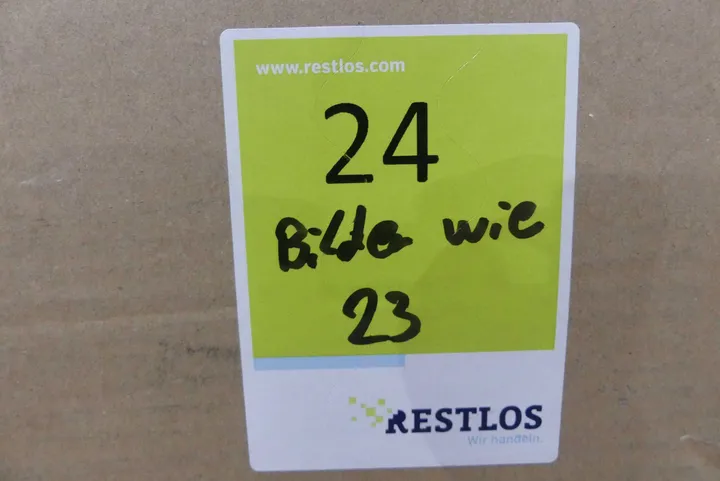 www.restlos.com
24
Bilder wie
23
RESTLOS
Wir handeln.